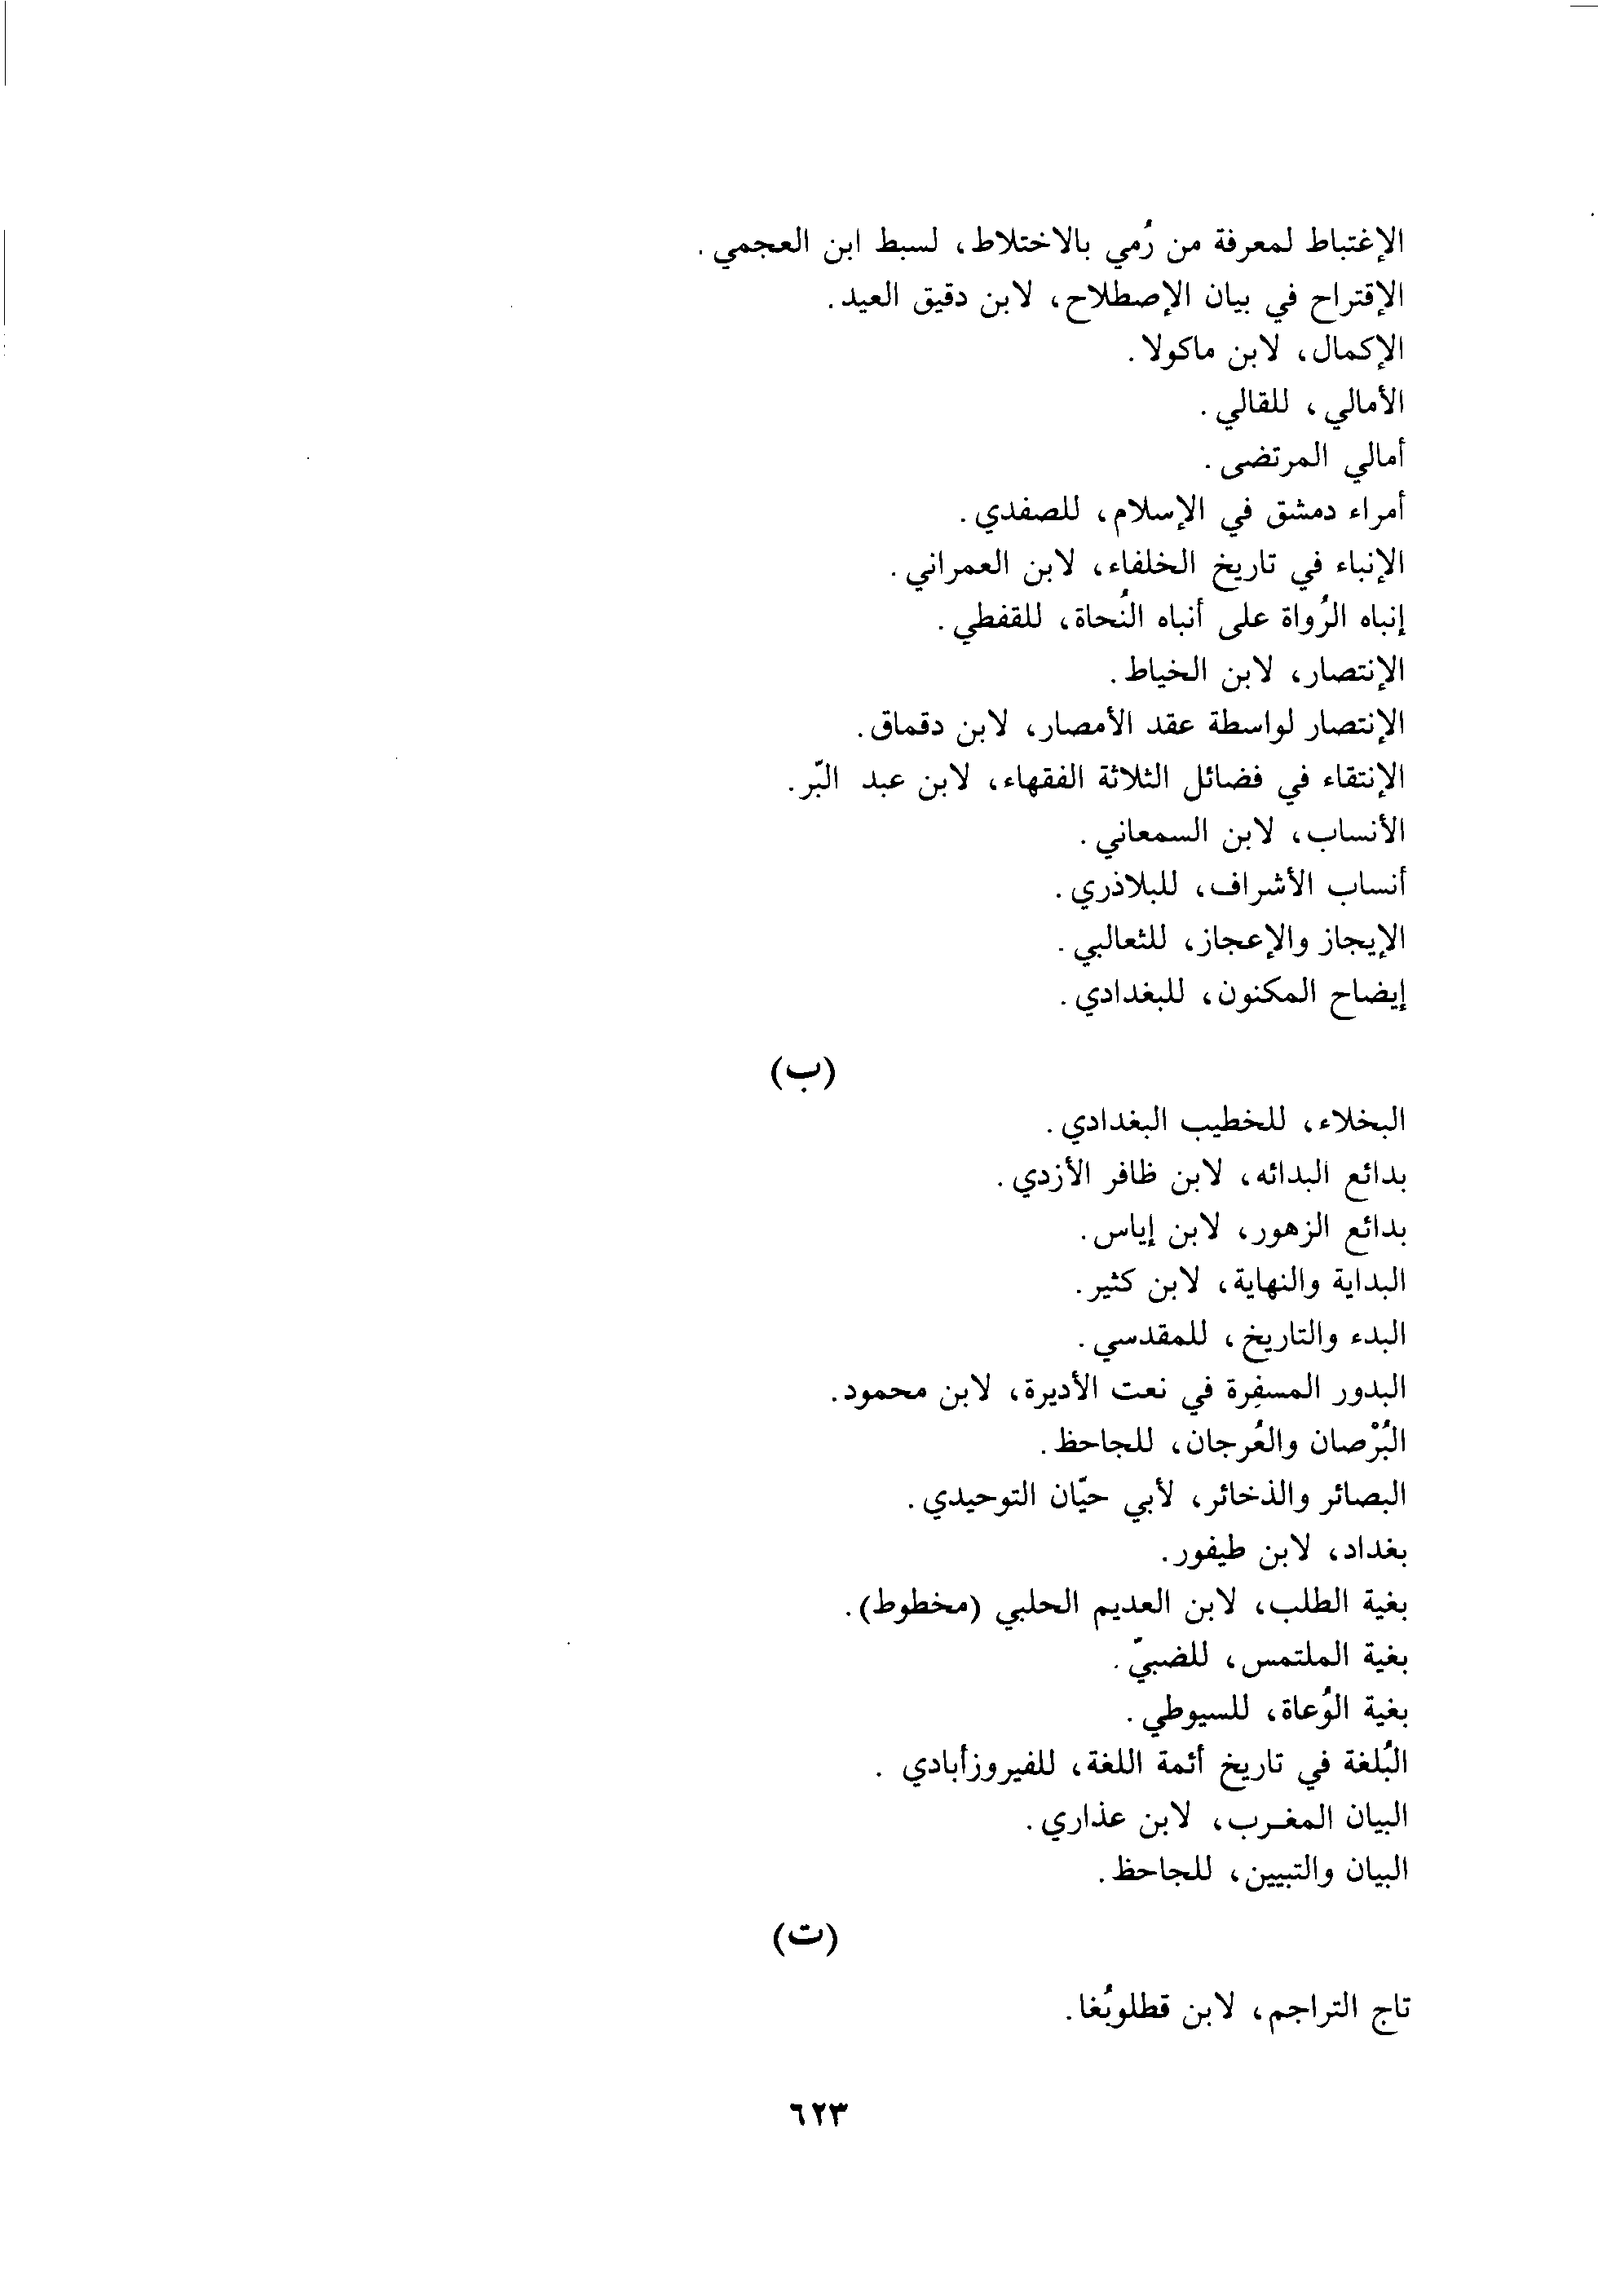 الإغتباط لمعرفة من رُمي بالاختلاط، لسبط ابن العجمي.
الإقتراح في بيان الإصطلاح، لابن دقيق العيد.
الإكمال، لابن ماكولا.
الأمالي، للقالي.
أمالي المرتضى.
أمراء دمشق في الإسلام، للصفدي.
الإنباء في تاريخ الخلفاء، لابن العمراني.
إنباه الرُواة على أنباه النُحاة، للقفطي.
الإنتصار، لابن الخياط.
الإنتصار لواسطة عقد الأمصار، لابن دقماق.
الإنتقاء في فضائل الثلاثة الفقهاء، لابن عبد البّر.
الأنساب، لابن السمعاني.
أنساب الأشراف، للبلاذري.
الإيجاز والإعجاز، للثعالبي.
إيضاح المكنون، للبغدادي.
(ب)
البخلاء، للخطيب البغدادي.
بدائع البدائه، لابن ظافر الأزدي.
بدائع الزهور، لابن إياس.
البداية والنهاية، لابن كثير.
البدء والتاريخ، للمقدسي.
البدور المسفِرة في نعت الأديرة، لابن محمود.
البُرْصان والعُرجان، للجاحظ.
البصائر والذخائر، لأبي حيّان التوحيدي.
بغداد، لابن طيفور.
بغية الطلب، لابن العديم الحلبي (مخطوط).
بغية الملتمس، للضبيّ.
بغية الوُعاة، للسيوطي.
البُلغة في تاريخ أئمة اللغة، للفيروزأبادي.
البيان المغـرب، لابن عذاري.
البيان والتبيين، للجاحظ.
(ت)
تاج التراجم، لابن قطلوبُغا.
٦٢٣